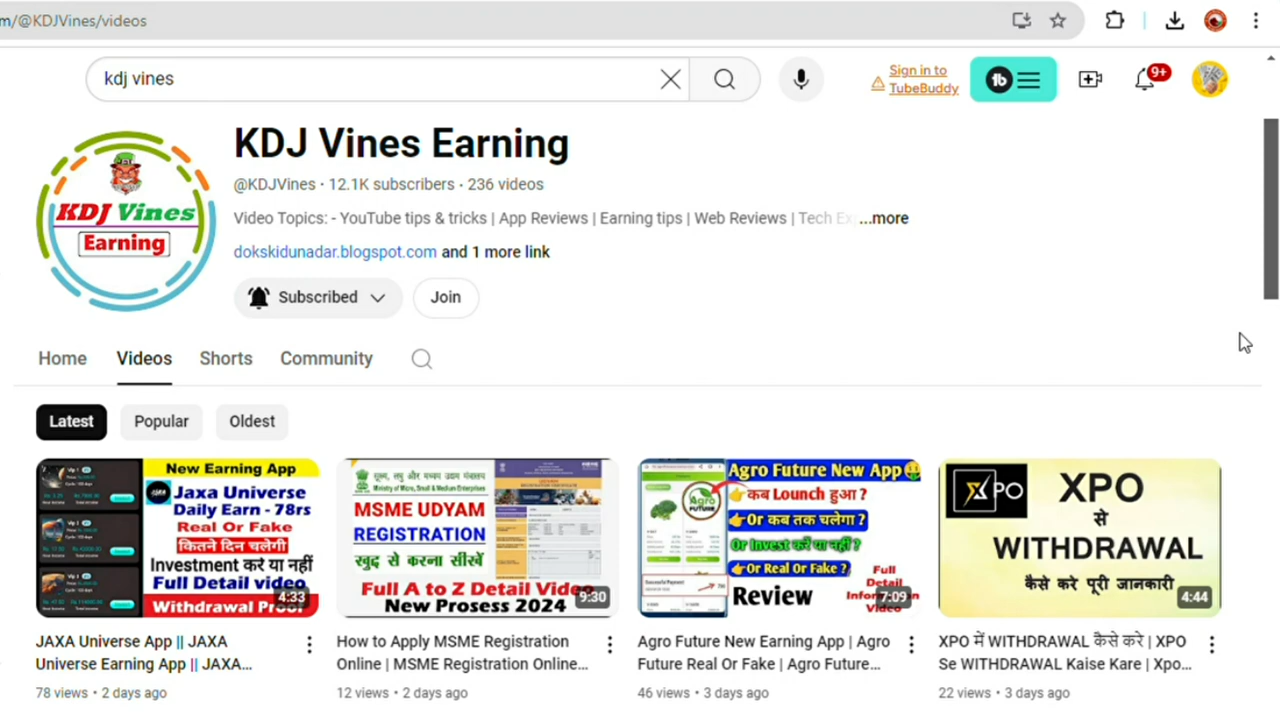 m/@KDJVines/videos
kdj vines
Sign in to
TubeBuddy
9+
KDJ Vines Earning
@KDJVines · 12.1K subscribers · 236 videos
Video Topics: - YouTube tips & tricks | App Reviews | Earning tips | Web Reviews | Tech Ex ...more
dokskidunadar.blogspot.com and 1 more link
KDJ Vines
Earning
Subscribed
Join
Home Videos Shorts Community
Latest Popular Oldest
New Earning App
Jaxa Universe
Daily Earn - 78rs
Real Or Fake
कितने दिन चलेगी
Investment करें या नहीं
Full Detail video
Withdrawal Proof
4:33
सूक्ष्म, लघु और मध्यम उद्यम मंत्रालय
Ministry of Micro, Small & Medium Enterprises
MSME UDYAM
REGISTRATION
खुद से करना सीखें
Full A to Z Detail Video
New Prosess 2024
9:30
Agro Future New App
कब Lounch हुआ ?
Or कब तक चलेगा ?
Or Invest करें या नहीं ?
Or Real Or Fake ?
Review
Full
Detail
Information
Video
Agro
FUTURE
7:09
XPO
XPO
से
WITHDRAWAL
कैसे करे पूरी जानकारी
4:44
JAXA Universe App || JAXA
Universe Earning App || JAXA...
78 views · 2 days ago
How to Apply MSME Registration
Online | MSME Registration Online...
12 views · 2 days ago
Agro Future New Earning App | Agro
Future Real Or Fake | Agro Future...
46 views · 3 days ago
XPO में WITHDRAWAL कैसे करे | XPO
Se WITHDRAWAL Kaise Kare | Xpo...
22 views · 3 days ago